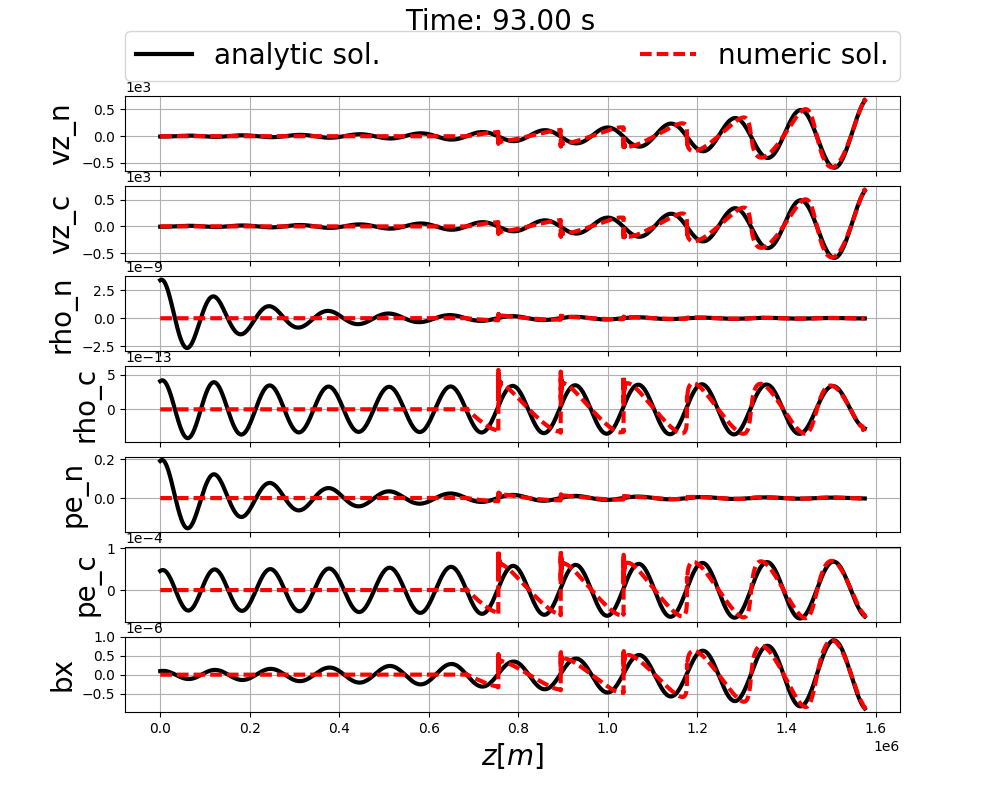 Time: 93.00 s
analytic sol. numeric sol.
1e3
vz_n
0.5
0.0
−0.5
1e3
vz_c
0.5
0.0
−0.5
1e−9
rho_n
2.5
0.0
−2.5
1e−13
rho_c
5
0
pe_n
0.2
0.0
1e−4
pe_c
1
0
1e−6
bx
1.0
0.5
0.0
−0.5
0.0 0.2 0.4 0.6 0.8 1.0 1.2 1.4 1.6
1e6
z[m]